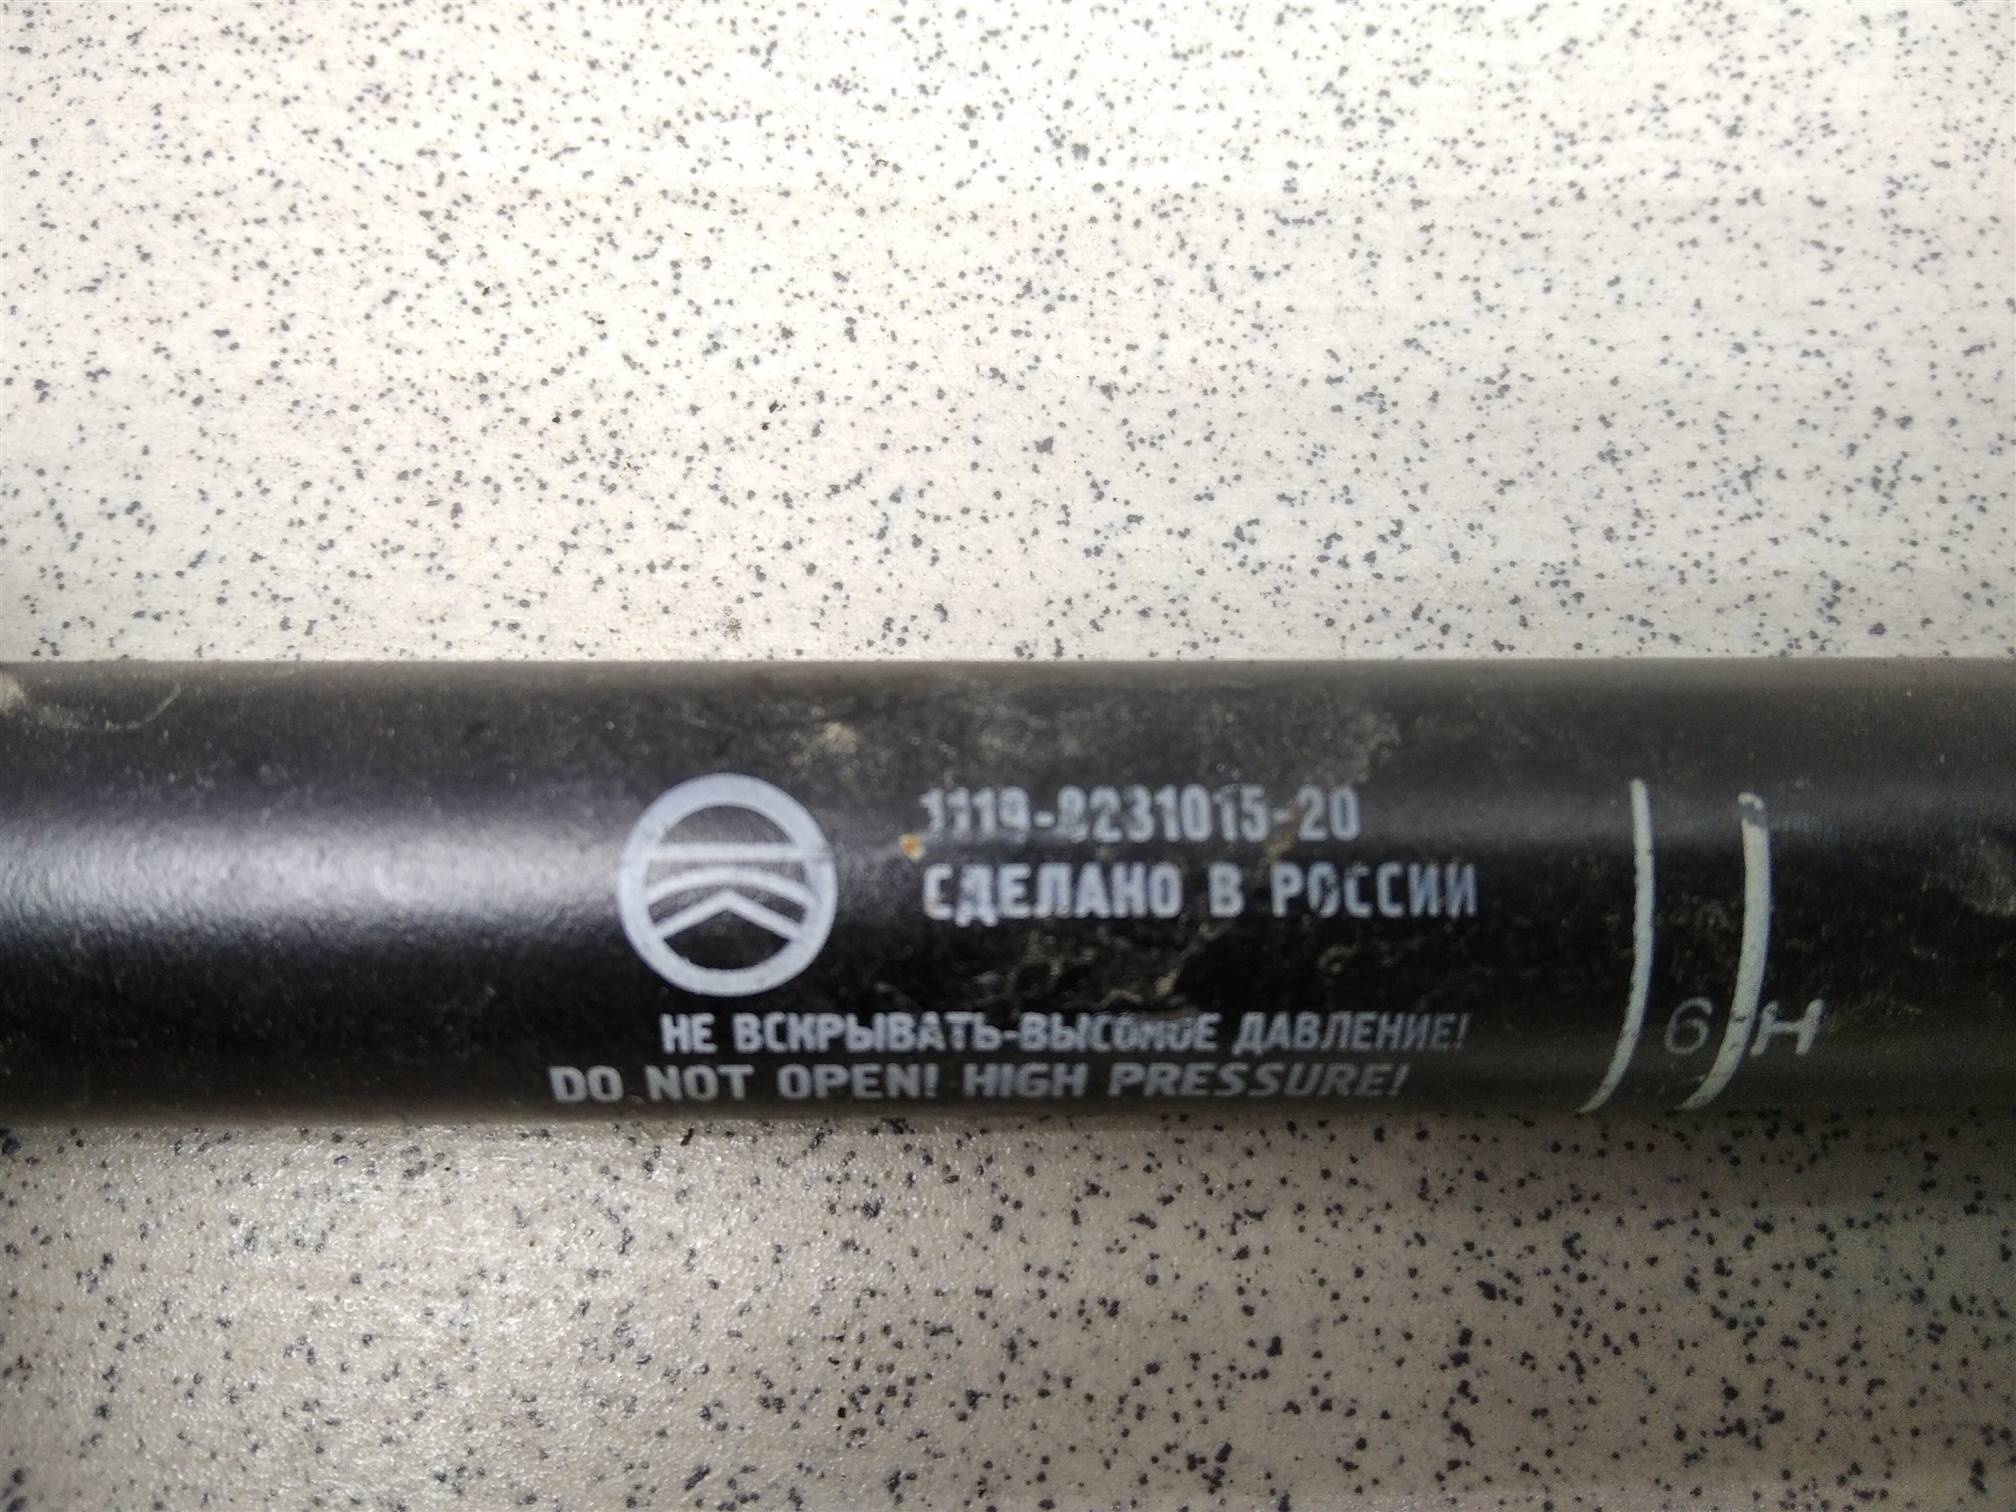 1119-8231015-20
СДЕЛАНО В РОССИИ
НЕ ВСКРЫВАТЬ-ВЫСОКОЕ ДАВЛЕНИЕ!
DO NOT OPEN! HIGH PRESSURE!
6 Н